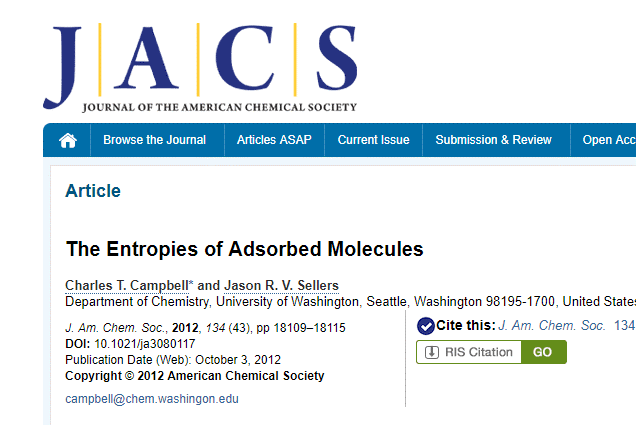 JACS
JOURNAL OF THE AMERICAN CHEMICAL SOCIETY
Browse the Journal Articles ASAP Current Issue Submission & Review Open Acc
Article
The Entropies of Adsorbed Molecules
Charles T. Campbell* and Jason R. V. Sellers
Department of Chemistry, University of Washington, Seattle, Washington 98195-1700, United States
J. Am. Chem. Soc., 2012, 134 (43), pp 18109–18115
DOI: 10.1021/ja3080117
Publication Date (Web): October 3, 2012
Copyright © 2012 American Chemical Society
campbell@chem.washingon.edu
Cite this: J. Am. Chem. Soc. 134
RIS Citation GO